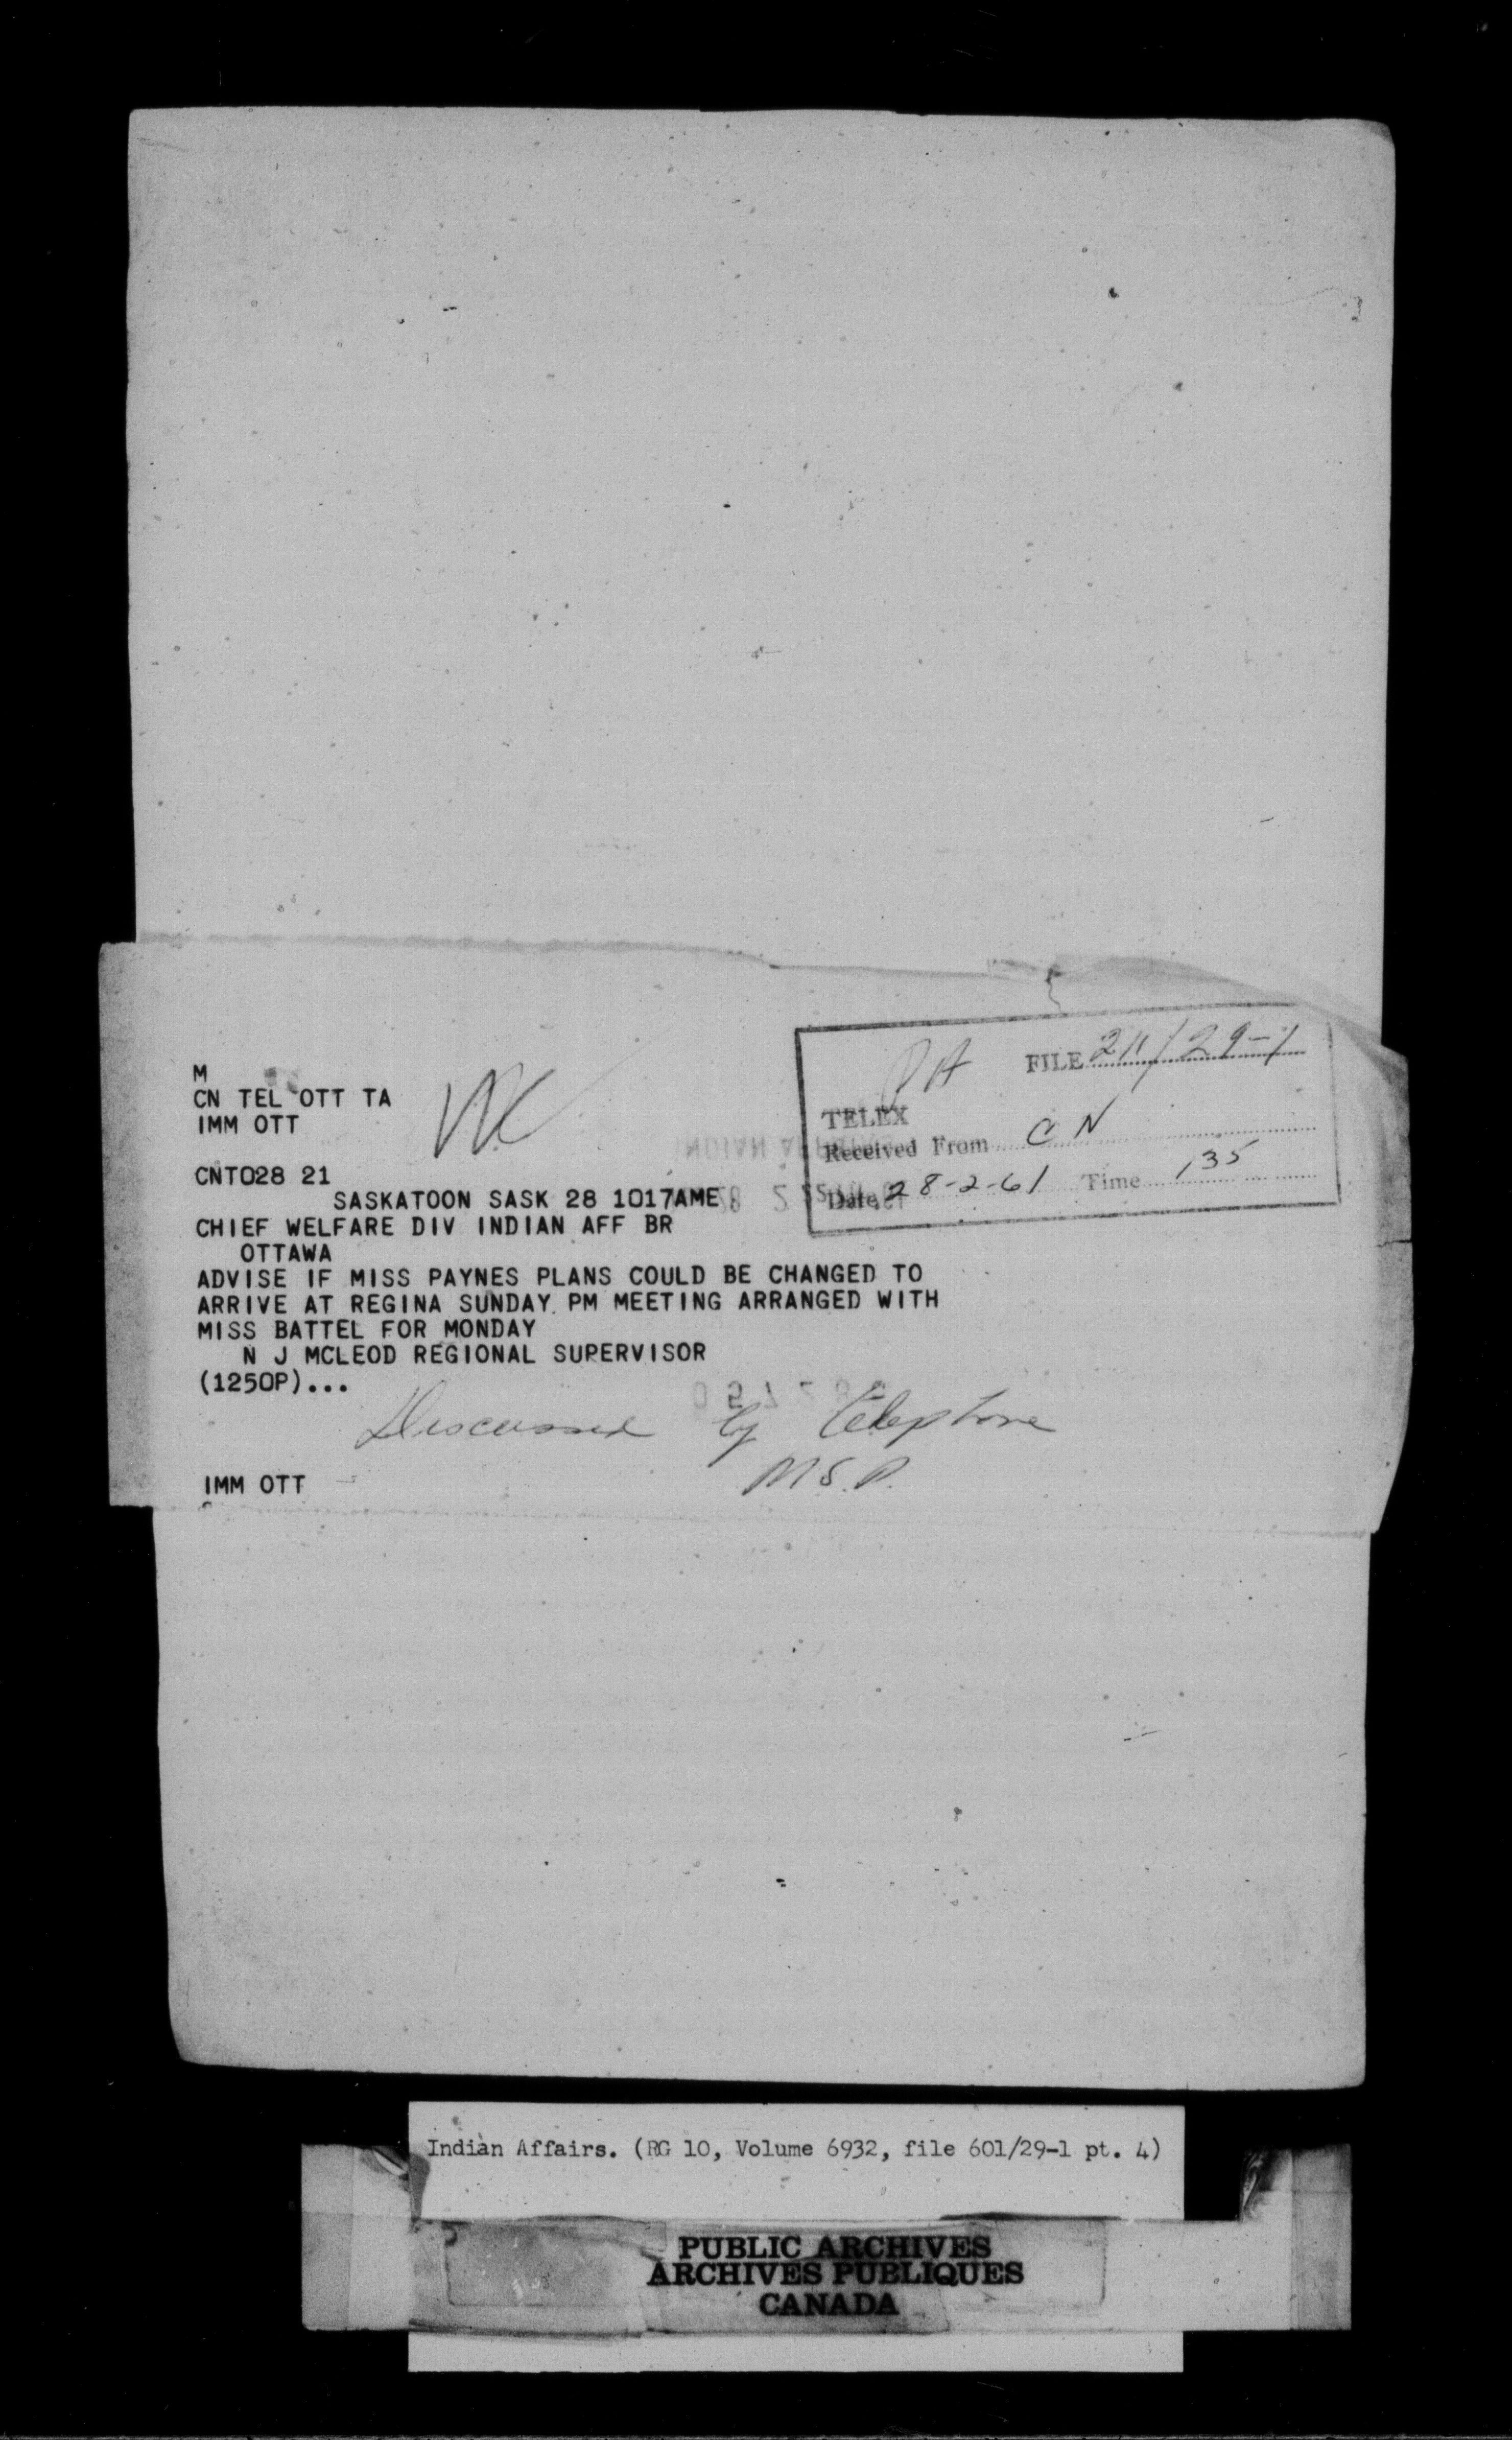 M
CN TEL OTT TA
IMM OTT
PA FILE 211/29-1
TELEX
Received From CN
Date 28-2-61 Time 135
CNT028 21
SASKATOON SASK 28 1017AME
CHIEF WELFARE DIV INDIAN AFF BR
OTTAWA
ADVISE IF MISS PAYNES PLANS COULD BE CHANGED TO
ARRIVE AT REGINA SUNDAY PM MEETING ARRANGED WITH
MISS BATTEL FOR MONDAY
N J MCLEOD REGIONAL SUPERVISOR
(1250P)...
Discussed by telephone
M.S.P.
IMM OTT
Indian Affairs. (RG 10, Volume 6932, file 601/29-1 pt. 4)
PUBLIC ARCHIVES
ARCHIVES PUBLIQUES
CANADA